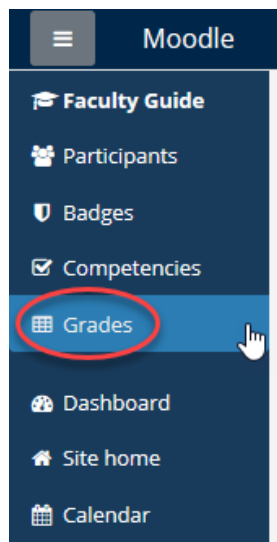 Moodle
Faculty Guide
Participants
Badges
Competencies
Grades
Dashboard
Site home
Calendar